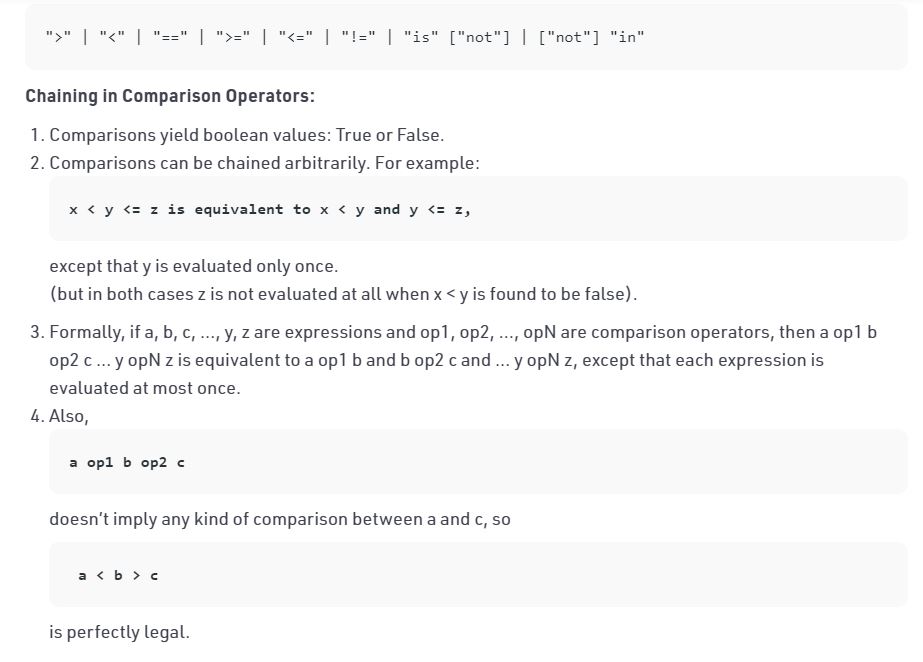 ">" | "<" | "==" | ">=" | "<=" | "!=" | "is" ["not"] | ["not"] "in"
Chaining in Comparison Operators:
1. Comparisons yield boolean values: True or False.
2. Comparisons can be chained arbitrarily. For example:
x < y <= z is equivalent to x < y and y <= z,
except that y is evaluated only once.
(but in both cases z is not evaluated at all when x < y is found to be false).
3. Formally, if a, b, c, …, y, z are expressions and op1, op2, …, opN are comparison operators, then a op1 b
op2 c … y opN z is equivalent to a op1 b and b op2 c and … y opN z, except that each expression is
evaluated at most once.
4. Also,
a op1 b op2 c
doesn’t imply any kind of comparison between a and c, so
a < b > c
is perfectly legal.